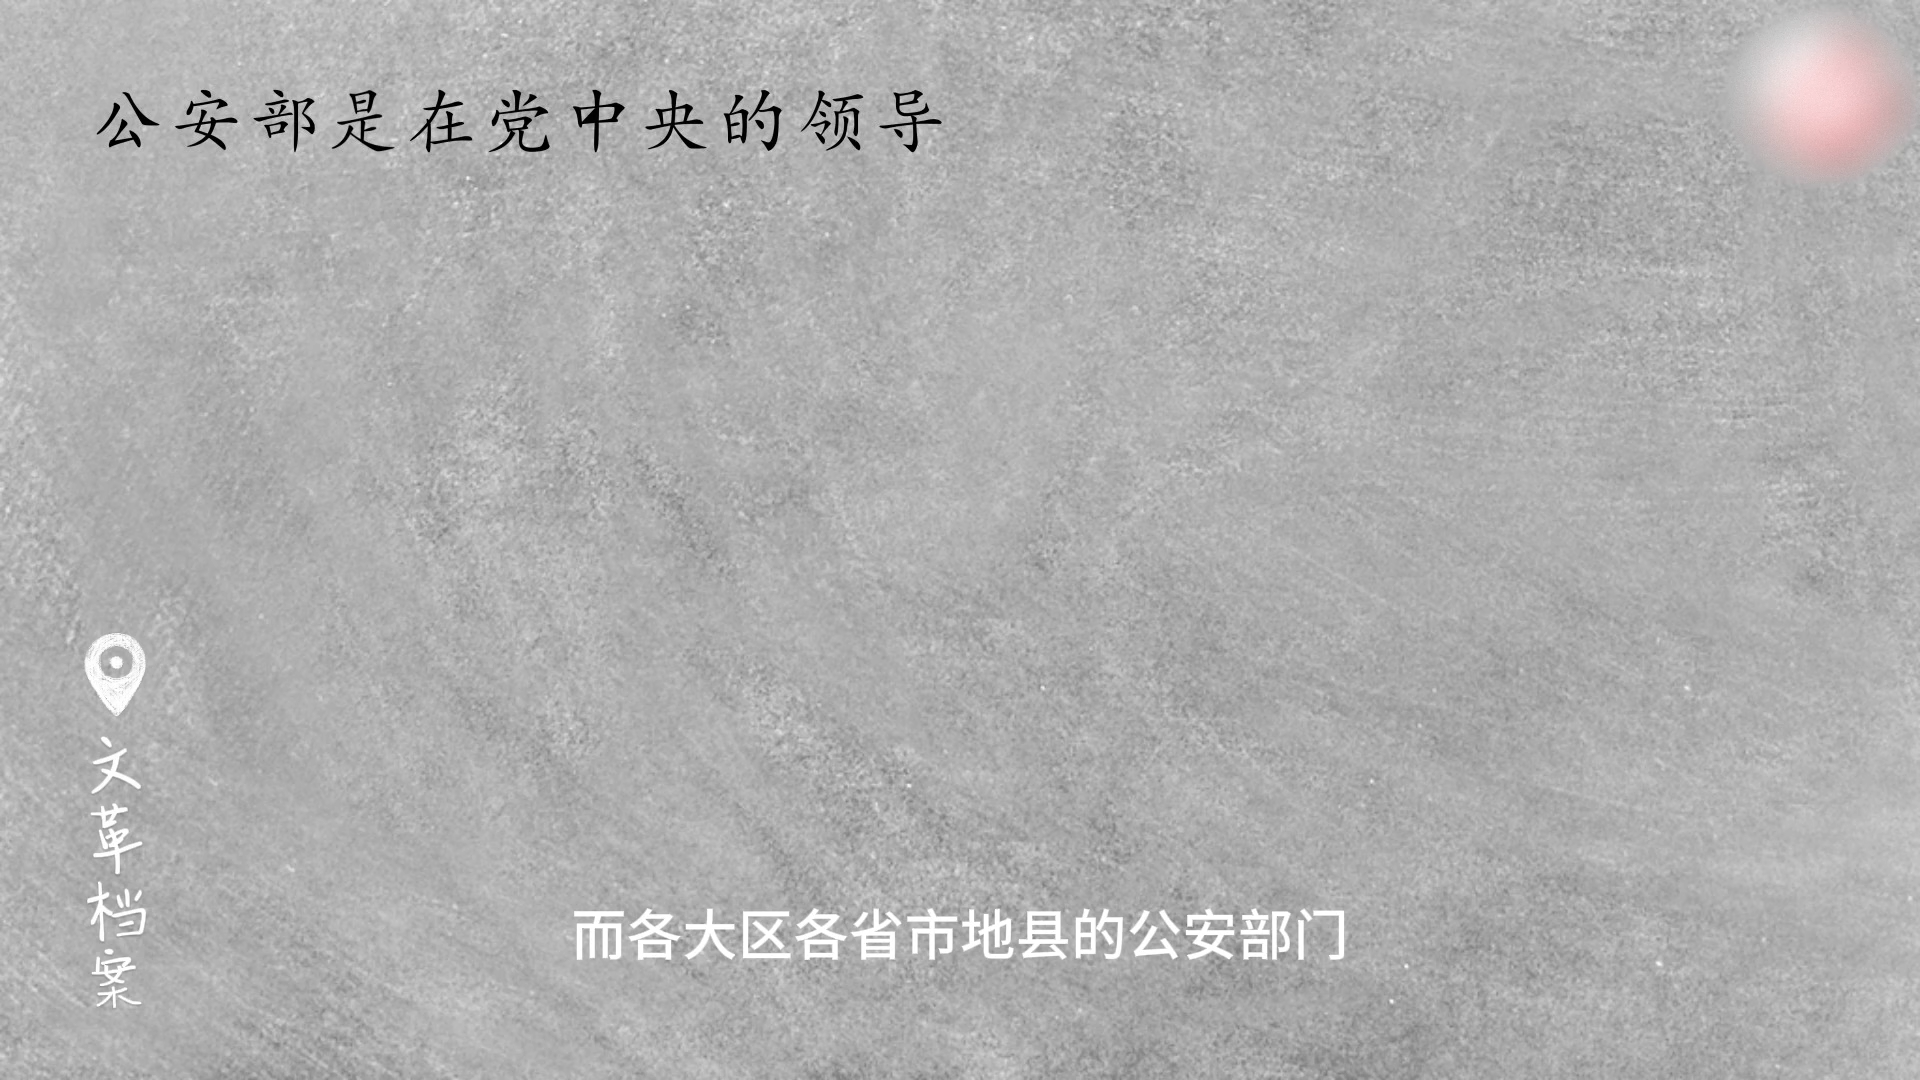 公安部是在党中央的领导
文革档案
而各大区各省市地县的公安部门